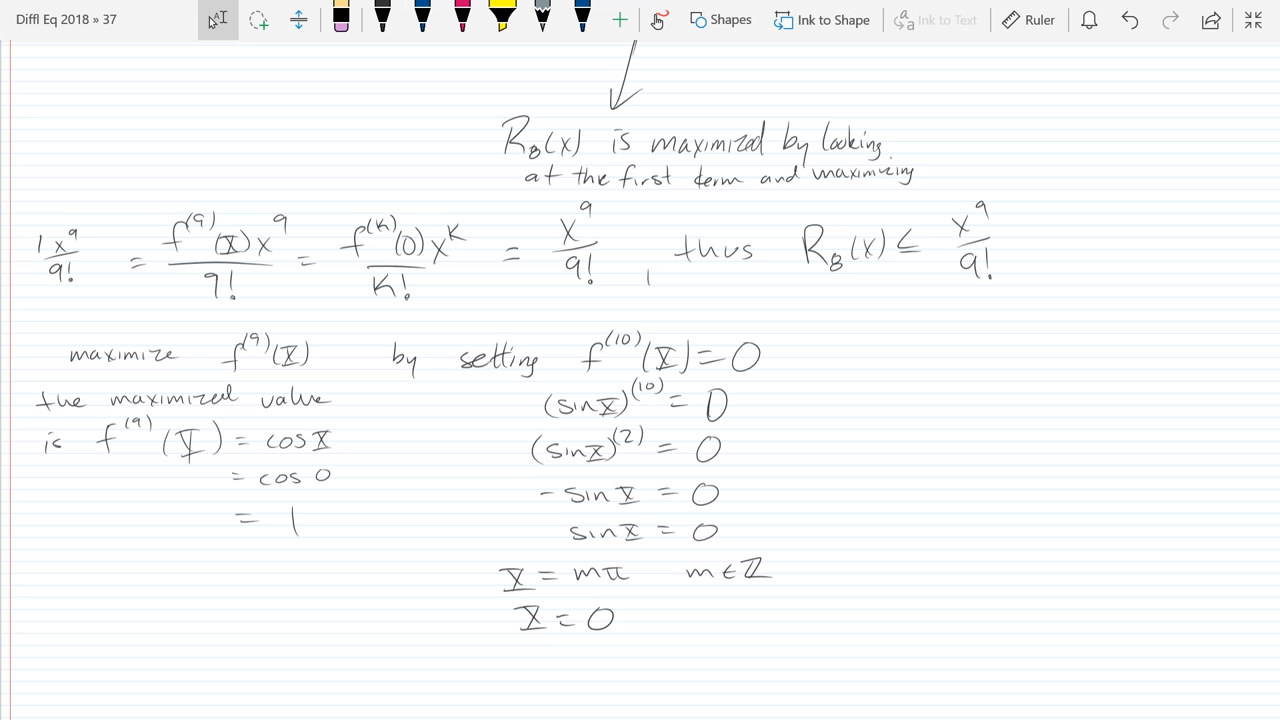 Diffl Eq 2018 » 37
Shapes
Ink to Shape
Ink to Text
Ruler
R₈(x) is maximized by looking
at the first term and maximizing
1 x⁹/9! = f⁽⁹⁾(X)x⁹/9! = f⁽ᴷ⁾(0)xᴷ/K! = x⁹/9! , thus R₈(x) ≤ x⁹/9!
maximize f⁽⁹⁾(X) by setting f⁽¹⁰⁾(X) = 0
the maximized value
is f⁽⁹⁾(X) = cos X
= cos 0
= 1
(sin X)⁽¹⁰⁾ = 0
(sin X)⁽²⁾ = 0
- sin X = 0
sin X = 0
X = mπ m ∈ ℤ
X = 0